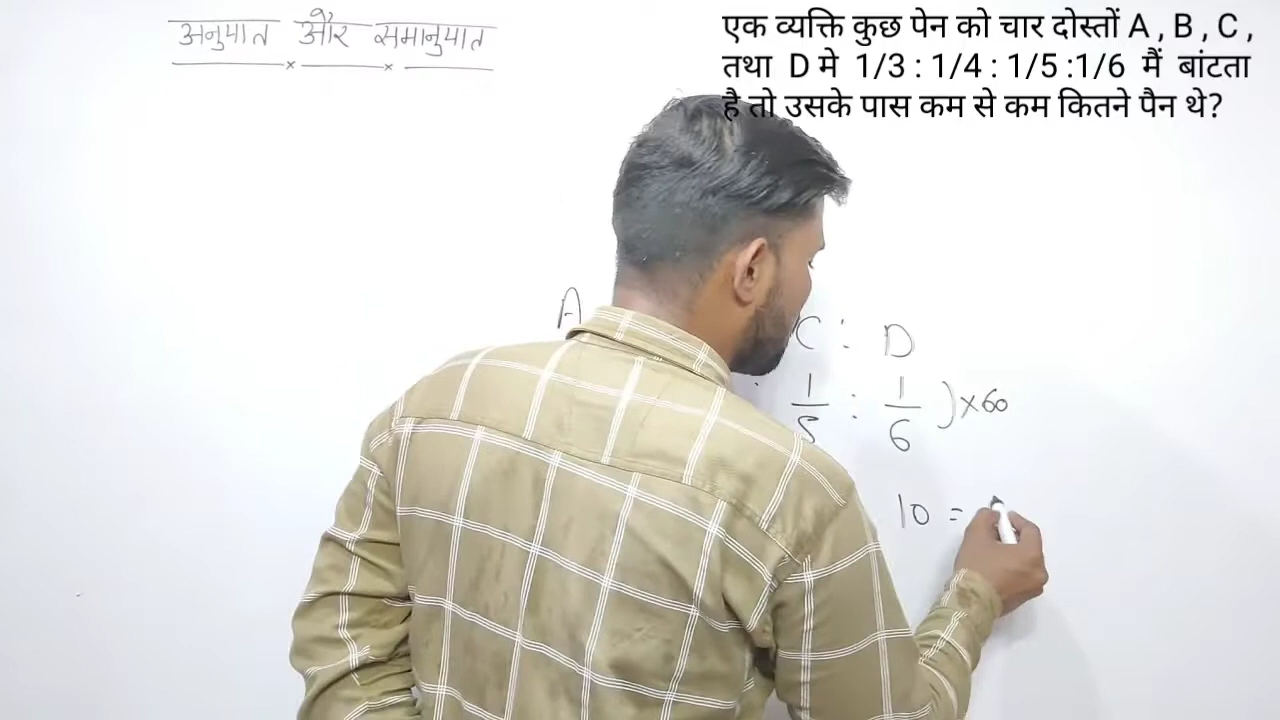 अनुपात और समानुपात
एक व्यक्ति कुछ पेन को चार दोस्तों A , B , C ,
तथा D मे 1/3 : 1/4 : 1/5 :1/6 मैं बांटता
है तो उसके पास कम से कम कितने पैन थे?
A C : D
1/5 : 1/6 ) ×60
10 =